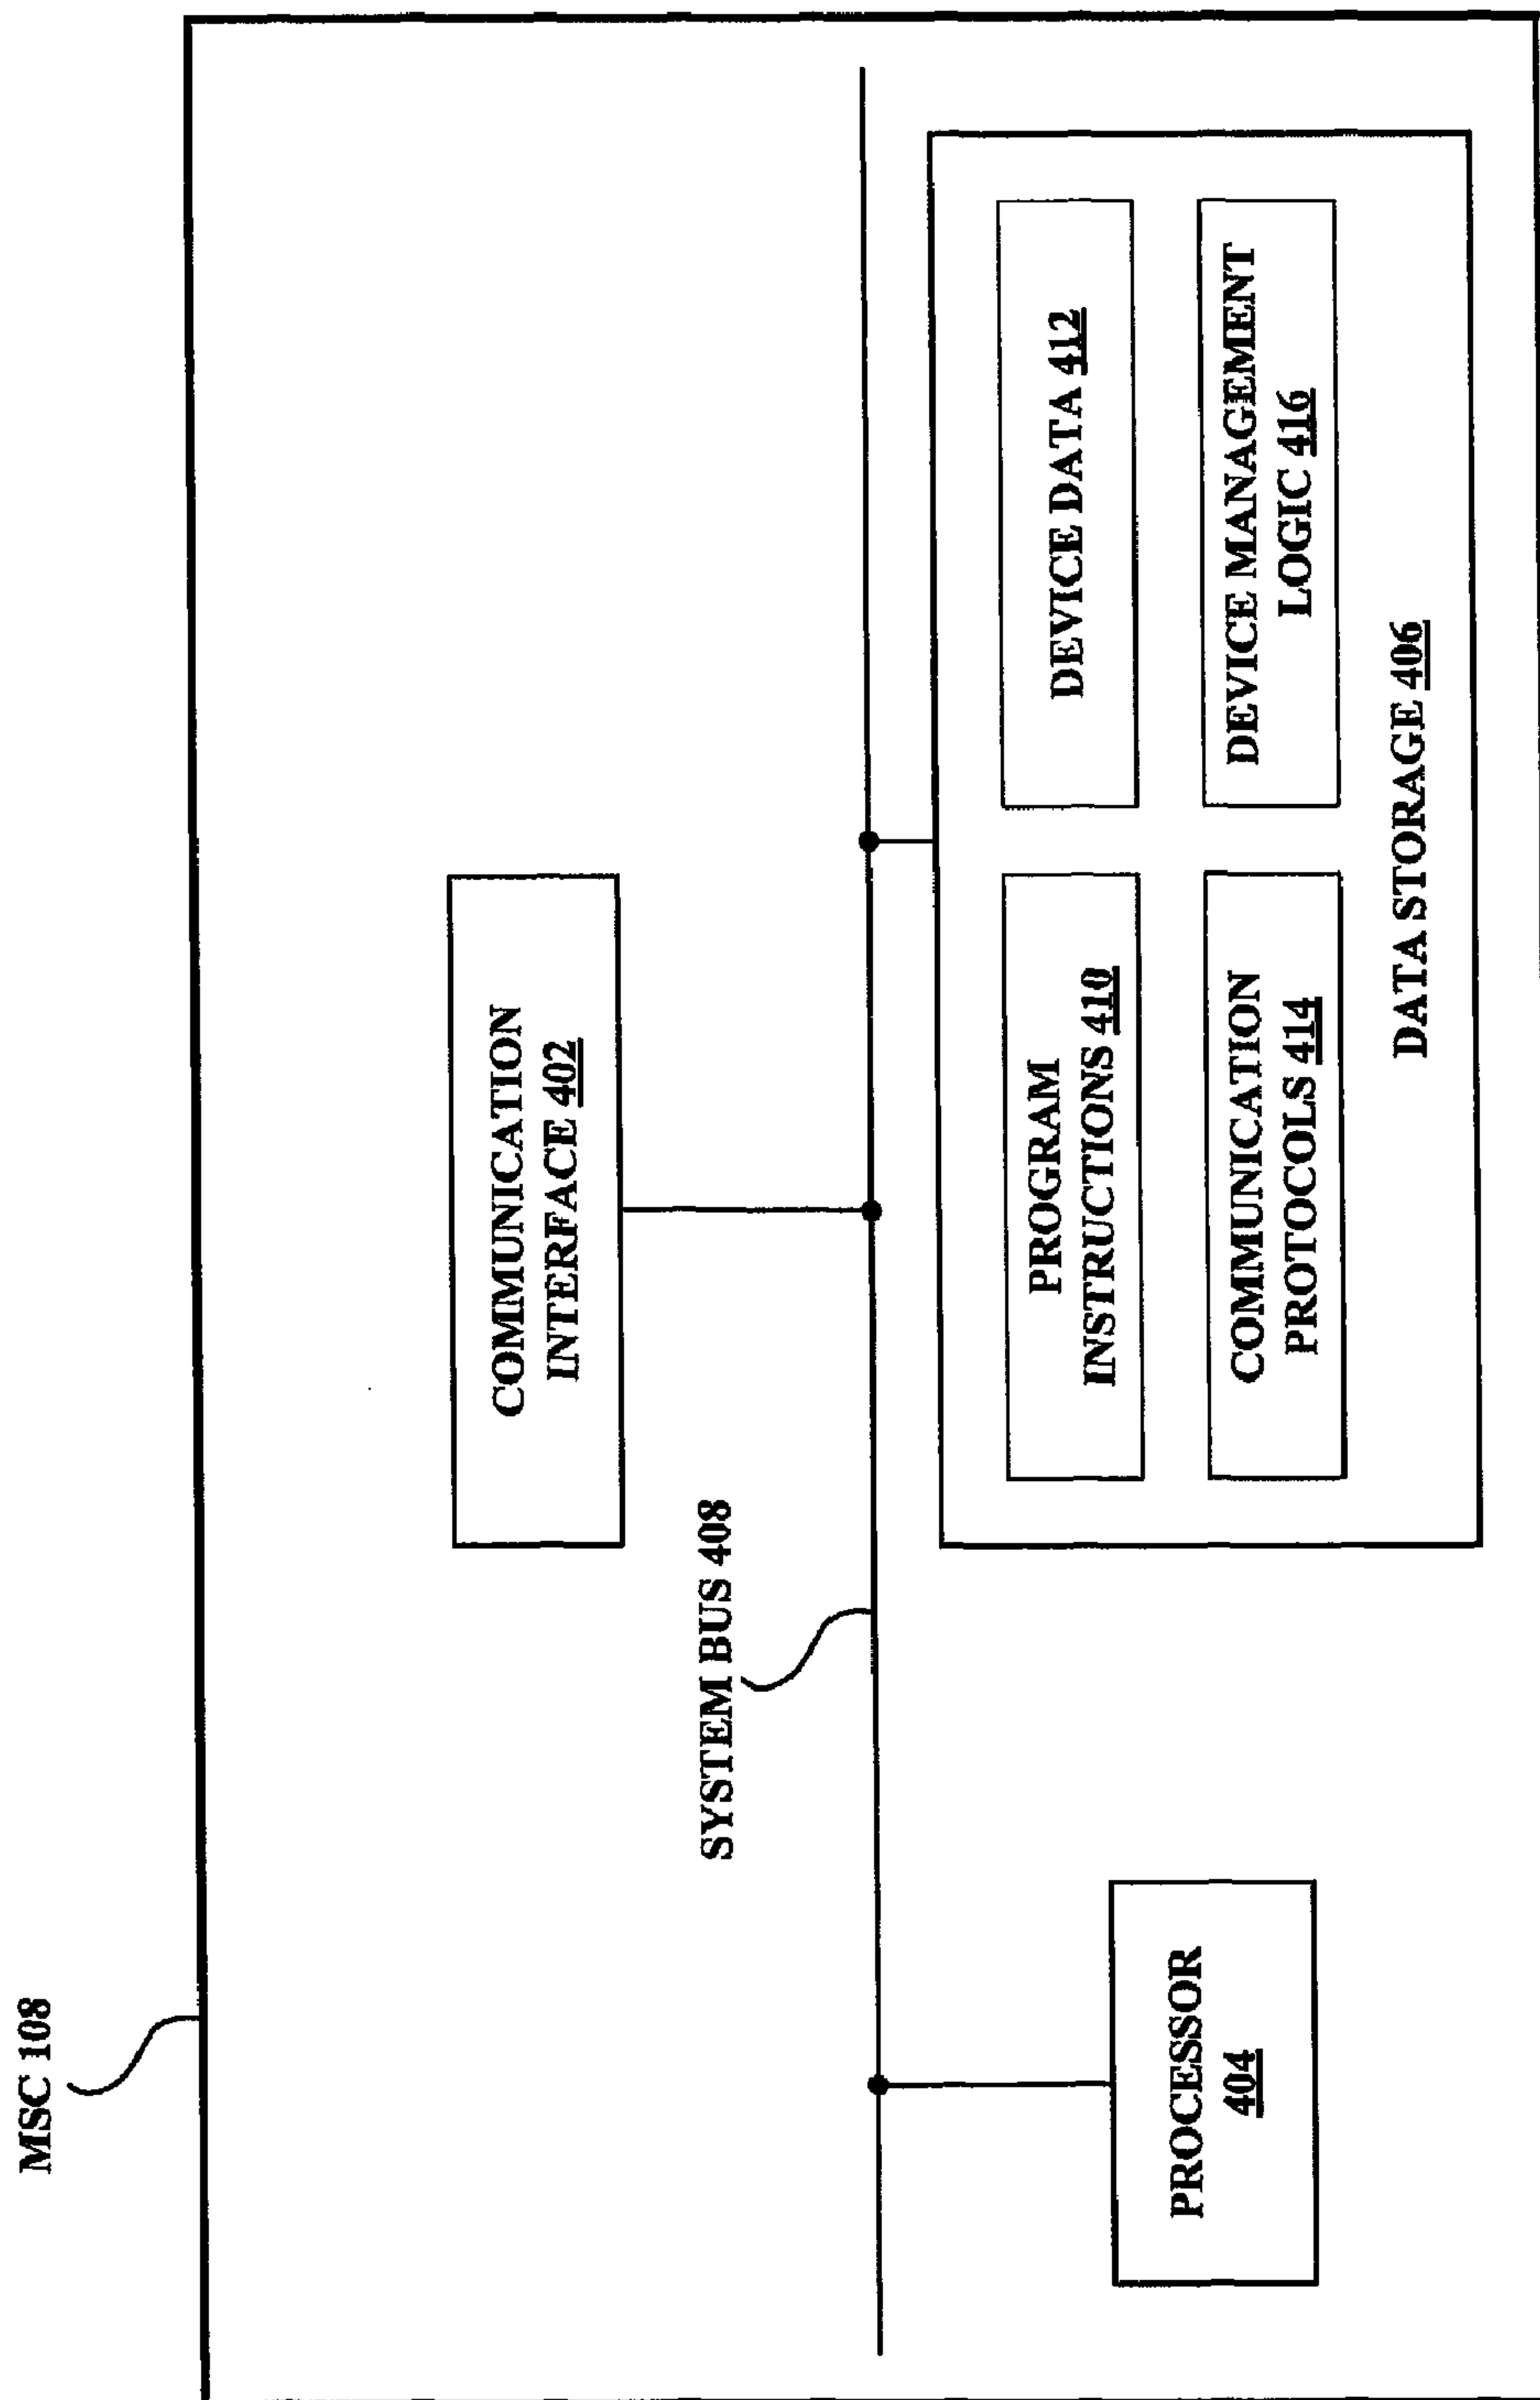 MSC 108
COMMUNICATION
INTERFACE 402
SYSTEM BUS 408
PROCESSOR
404
PROGRAM
INSTRUCTIONS 410
DEVICE DATA 412
COMMUNICATION
PROTOCOLS 414
DEVICE MANAGEMENT
LOGIC 416
DATA STORAGE 406